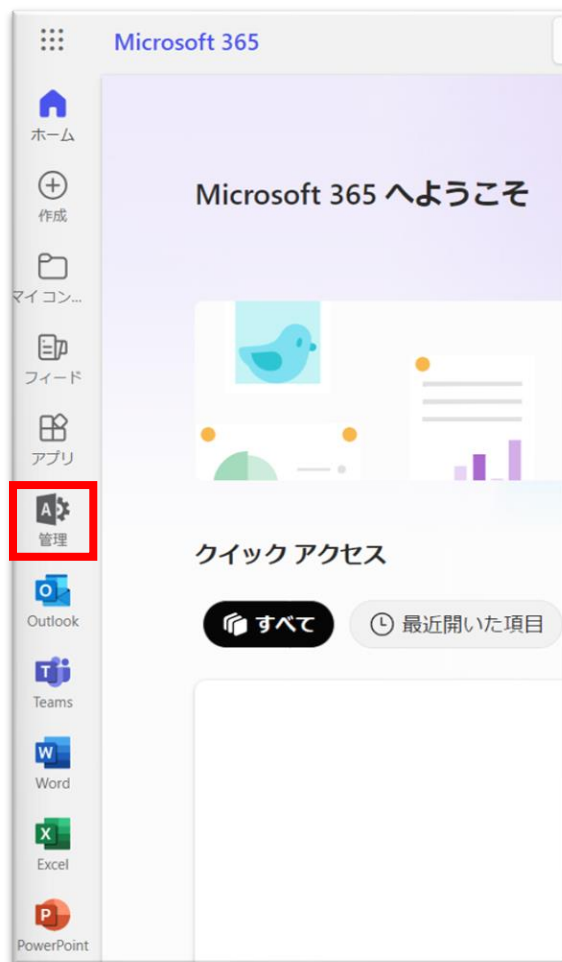 Microsoft 365
ホーム
作成
マイ コン...
フィード
アプリ
管理
Outlook
Teams
Word
Excel
PowerPoint
Microsoft 365 へようこそ
クイック アクセス
すべて
最近開いた項目